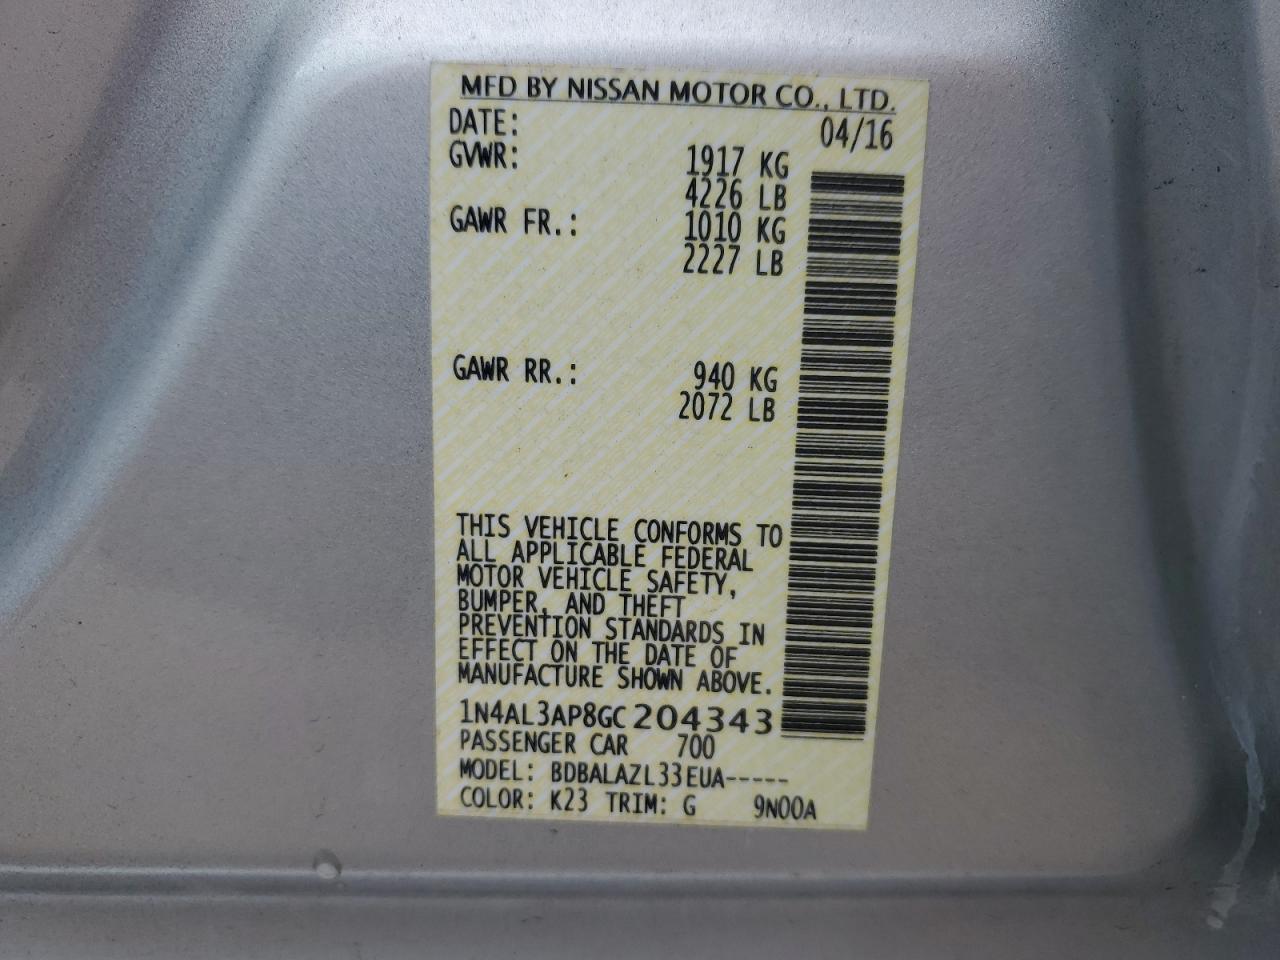 MFD BY NISSAN MOTOR CO., LTD.
DATE: 04/16
GVWR: 1917 KG
4226 LB
GAWR FR.: 1010 KG
2227 LB
GAWR RR.: 940 KG
2072 LB
THIS VEHICLE CONFORMS TO
ALL APPLICABLE FEDERAL
MOTOR VEHICLE SAFETY,
BUMPER, AND THEFT
PREVENTION STANDARDS IN
EFFECT ON THE DATE OF
MANUFACTURE SHOWN ABOVE.
1N4AL3AP8GC204343
PASSENGER CAR 700
MODEL: BDBALAZL33EUA-----
COLOR: K23 TRIM: G 9N00A